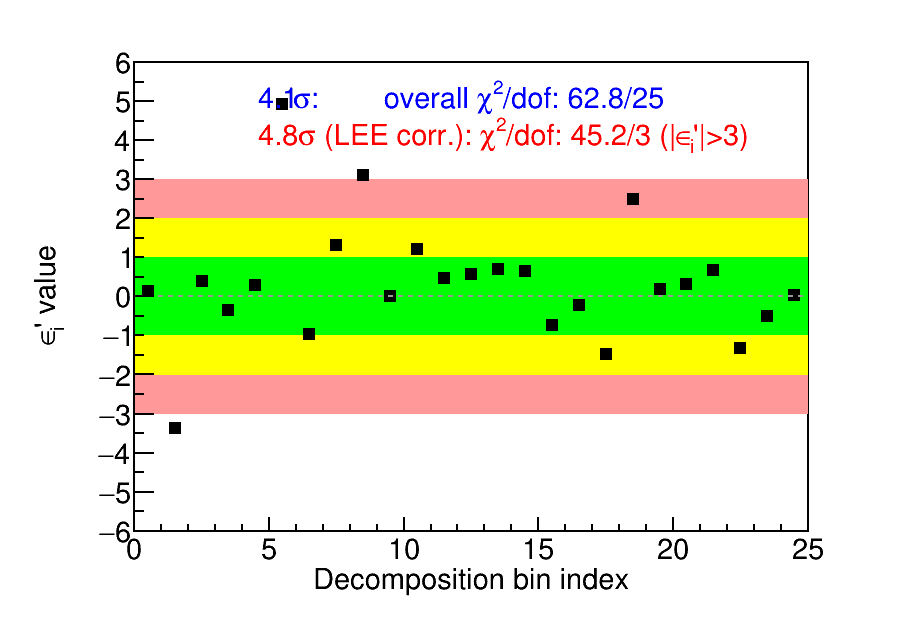 6
5
4
3
2
1
0
−1
−2
−3
−4
−5
−6
4.1σ: overall χ²/dof: 62.8/25
4.8σ (LEE corr.): χ²/dof: 45.2/3 (|ϵᵢ'|>3)
ϵᵢ' value
0 5 10 15 20 25
Decomposition bin index